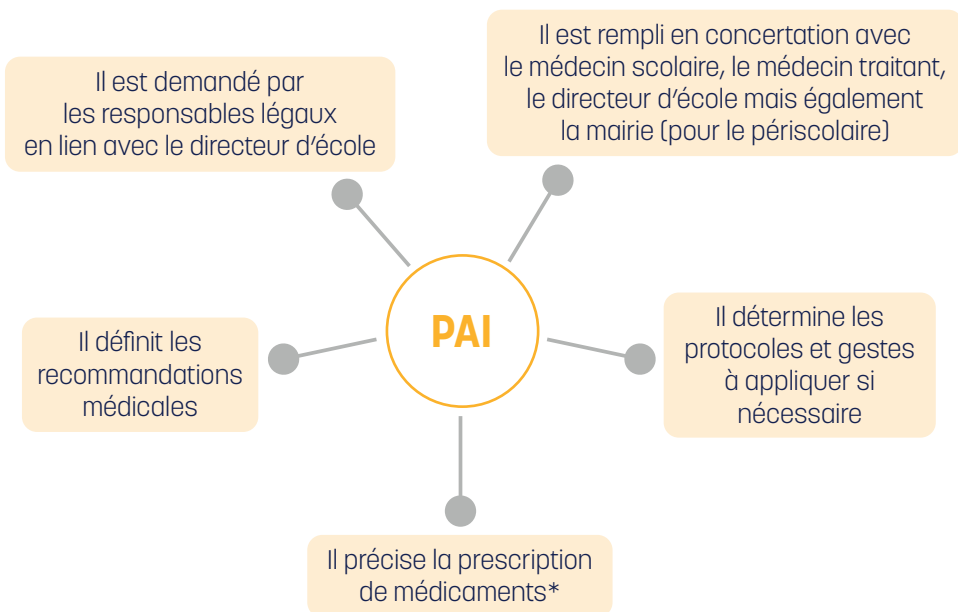 Il est demandé par
les responsables légaux
en lien avec le directeur d'école
Il est rempli en concertation avec
le médecin scolaire, le médecin traitant,
le directeur d'école mais également
la mairie (pour le périscolaire)
PAI
Il définit les
recommandations
médicales
Il détermine les
protocoles et gestes
à appliquer si
nécessaire
Il précise la prescription
de médicaments*